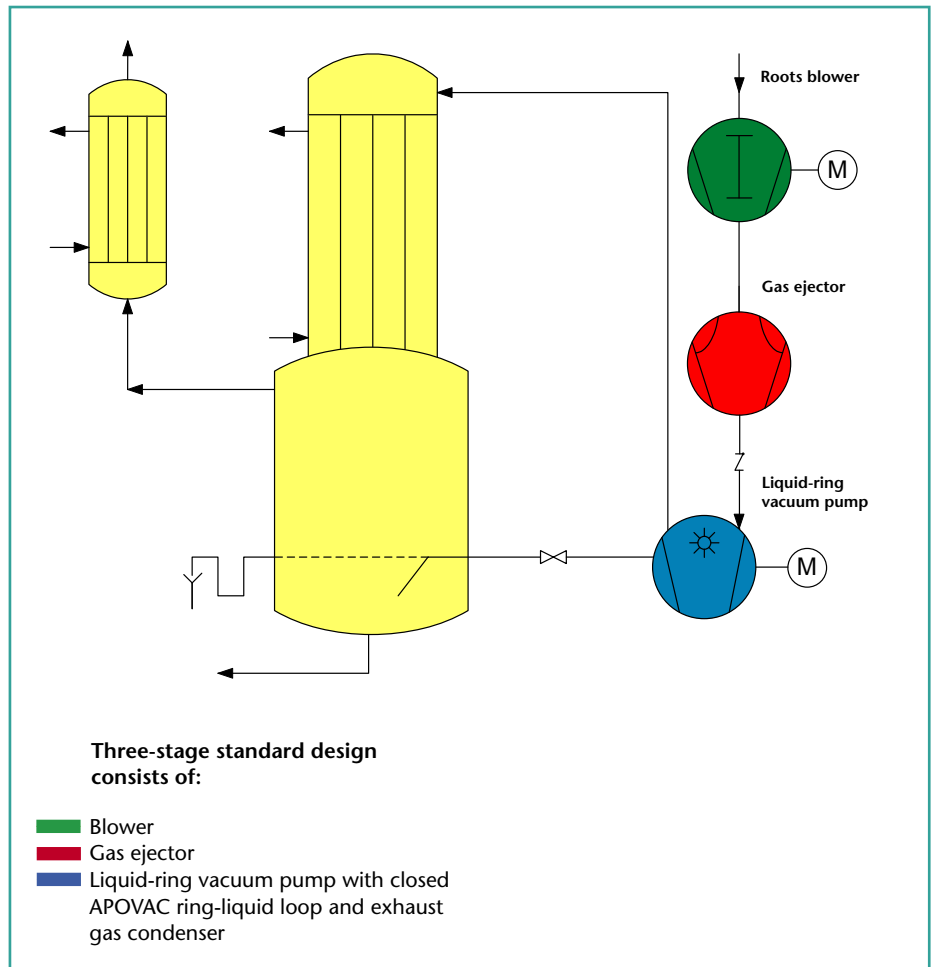 Roots blower
M
Gas ejector
Liquid-ring
vacuum pump
M
Three-stage standard design
consists of:
Blower
Gas ejector
Liquid-ring vacuum pump with closed
APOVAC ring-liquid loop and exhaust
gas condenser